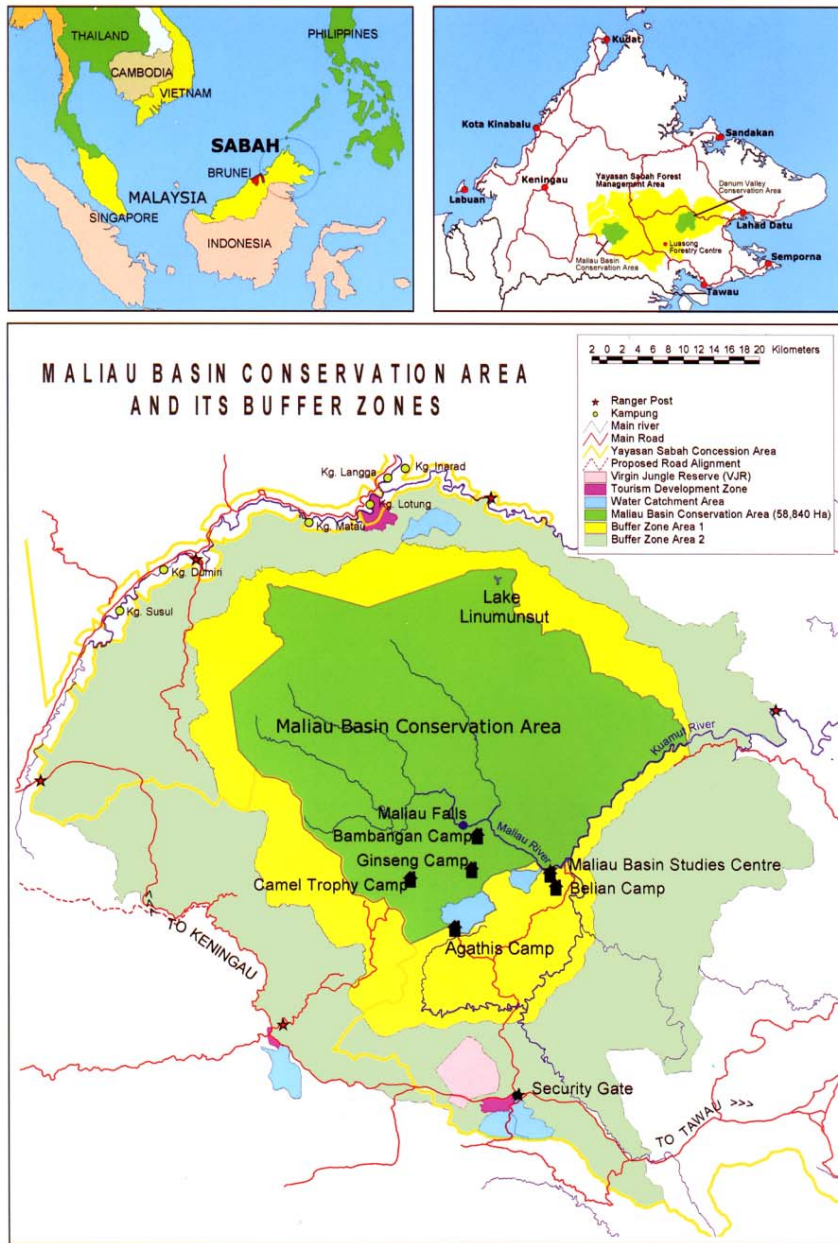 THAILAND
PHILIPPINES
CAMBODIA
VIETNAM
SABAH
BRUNEI
MALAYSIA
SINGAPORE
INDONESIA
Kudat
Kota Kinabalu
Sandakan
Yayasan Sabah Forest
Management Area
Danum Valley
Conservation Area
Keningau
Labuan
Lahad Datu
Luasong
Forestry Centre
Maliau Basin
Conservation Area
Semporna
Tawau
MALIAU BASIN CONSERVATION AREA
AND ITS BUFFER ZONES
2 0 2 4 6 8 10 12 14 16 18 20 Kilometers
Ranger Post
Kampung
Main river
Main Road
Yayasan Sabah Concession Area
Proposed Road Alignment
Virgin Jungle Reserve (VJR)
Tourism Development Zone
Water Catchment Area
Maliau Basin Conservation Area (58,840 Ha)
Buffer Zone Area 1
Buffer Zone Area 2
Kg. Langga
Kg. Inarad
Kg. Lotung
Kg. Matau
Kg. Dumiri
Kg. Susul
Lake
Linumunsut
Maliau Basin Conservation Area
Kuamut River
Maliau Falls
Maliau River
Bambangan Camp
Ginseng Camp
Camel Trophy Camp
Maliau Basin Studies Centre
Belian Camp
Agathis Camp
<<< TO KENINGAU
Security Gate
TO TAWAU >>>